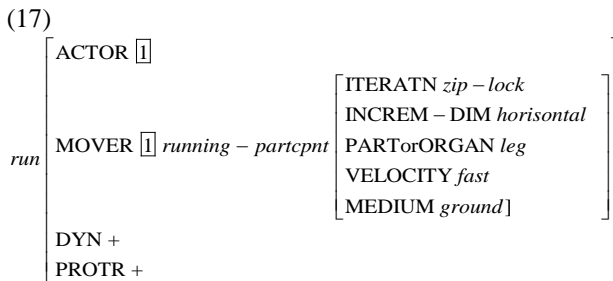 (17)
ACTOR 1
ITERATN zip – lock
INCREM – DIM horisontal
run MOVER 1 running – partcpnt PARTorORGAN leg
VELOCITY fast
MEDIUM ground]
DYN +
PROTR +